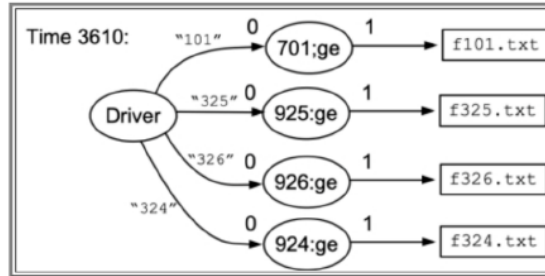 Time 3610:
"101"
0
701;ge
1
f101.txt
Driver
"325"
0
925:ge
1
f325.txt
"326"
0
926:ge
1
f326.txt
"324"
0
924:ge
1
f324.txt